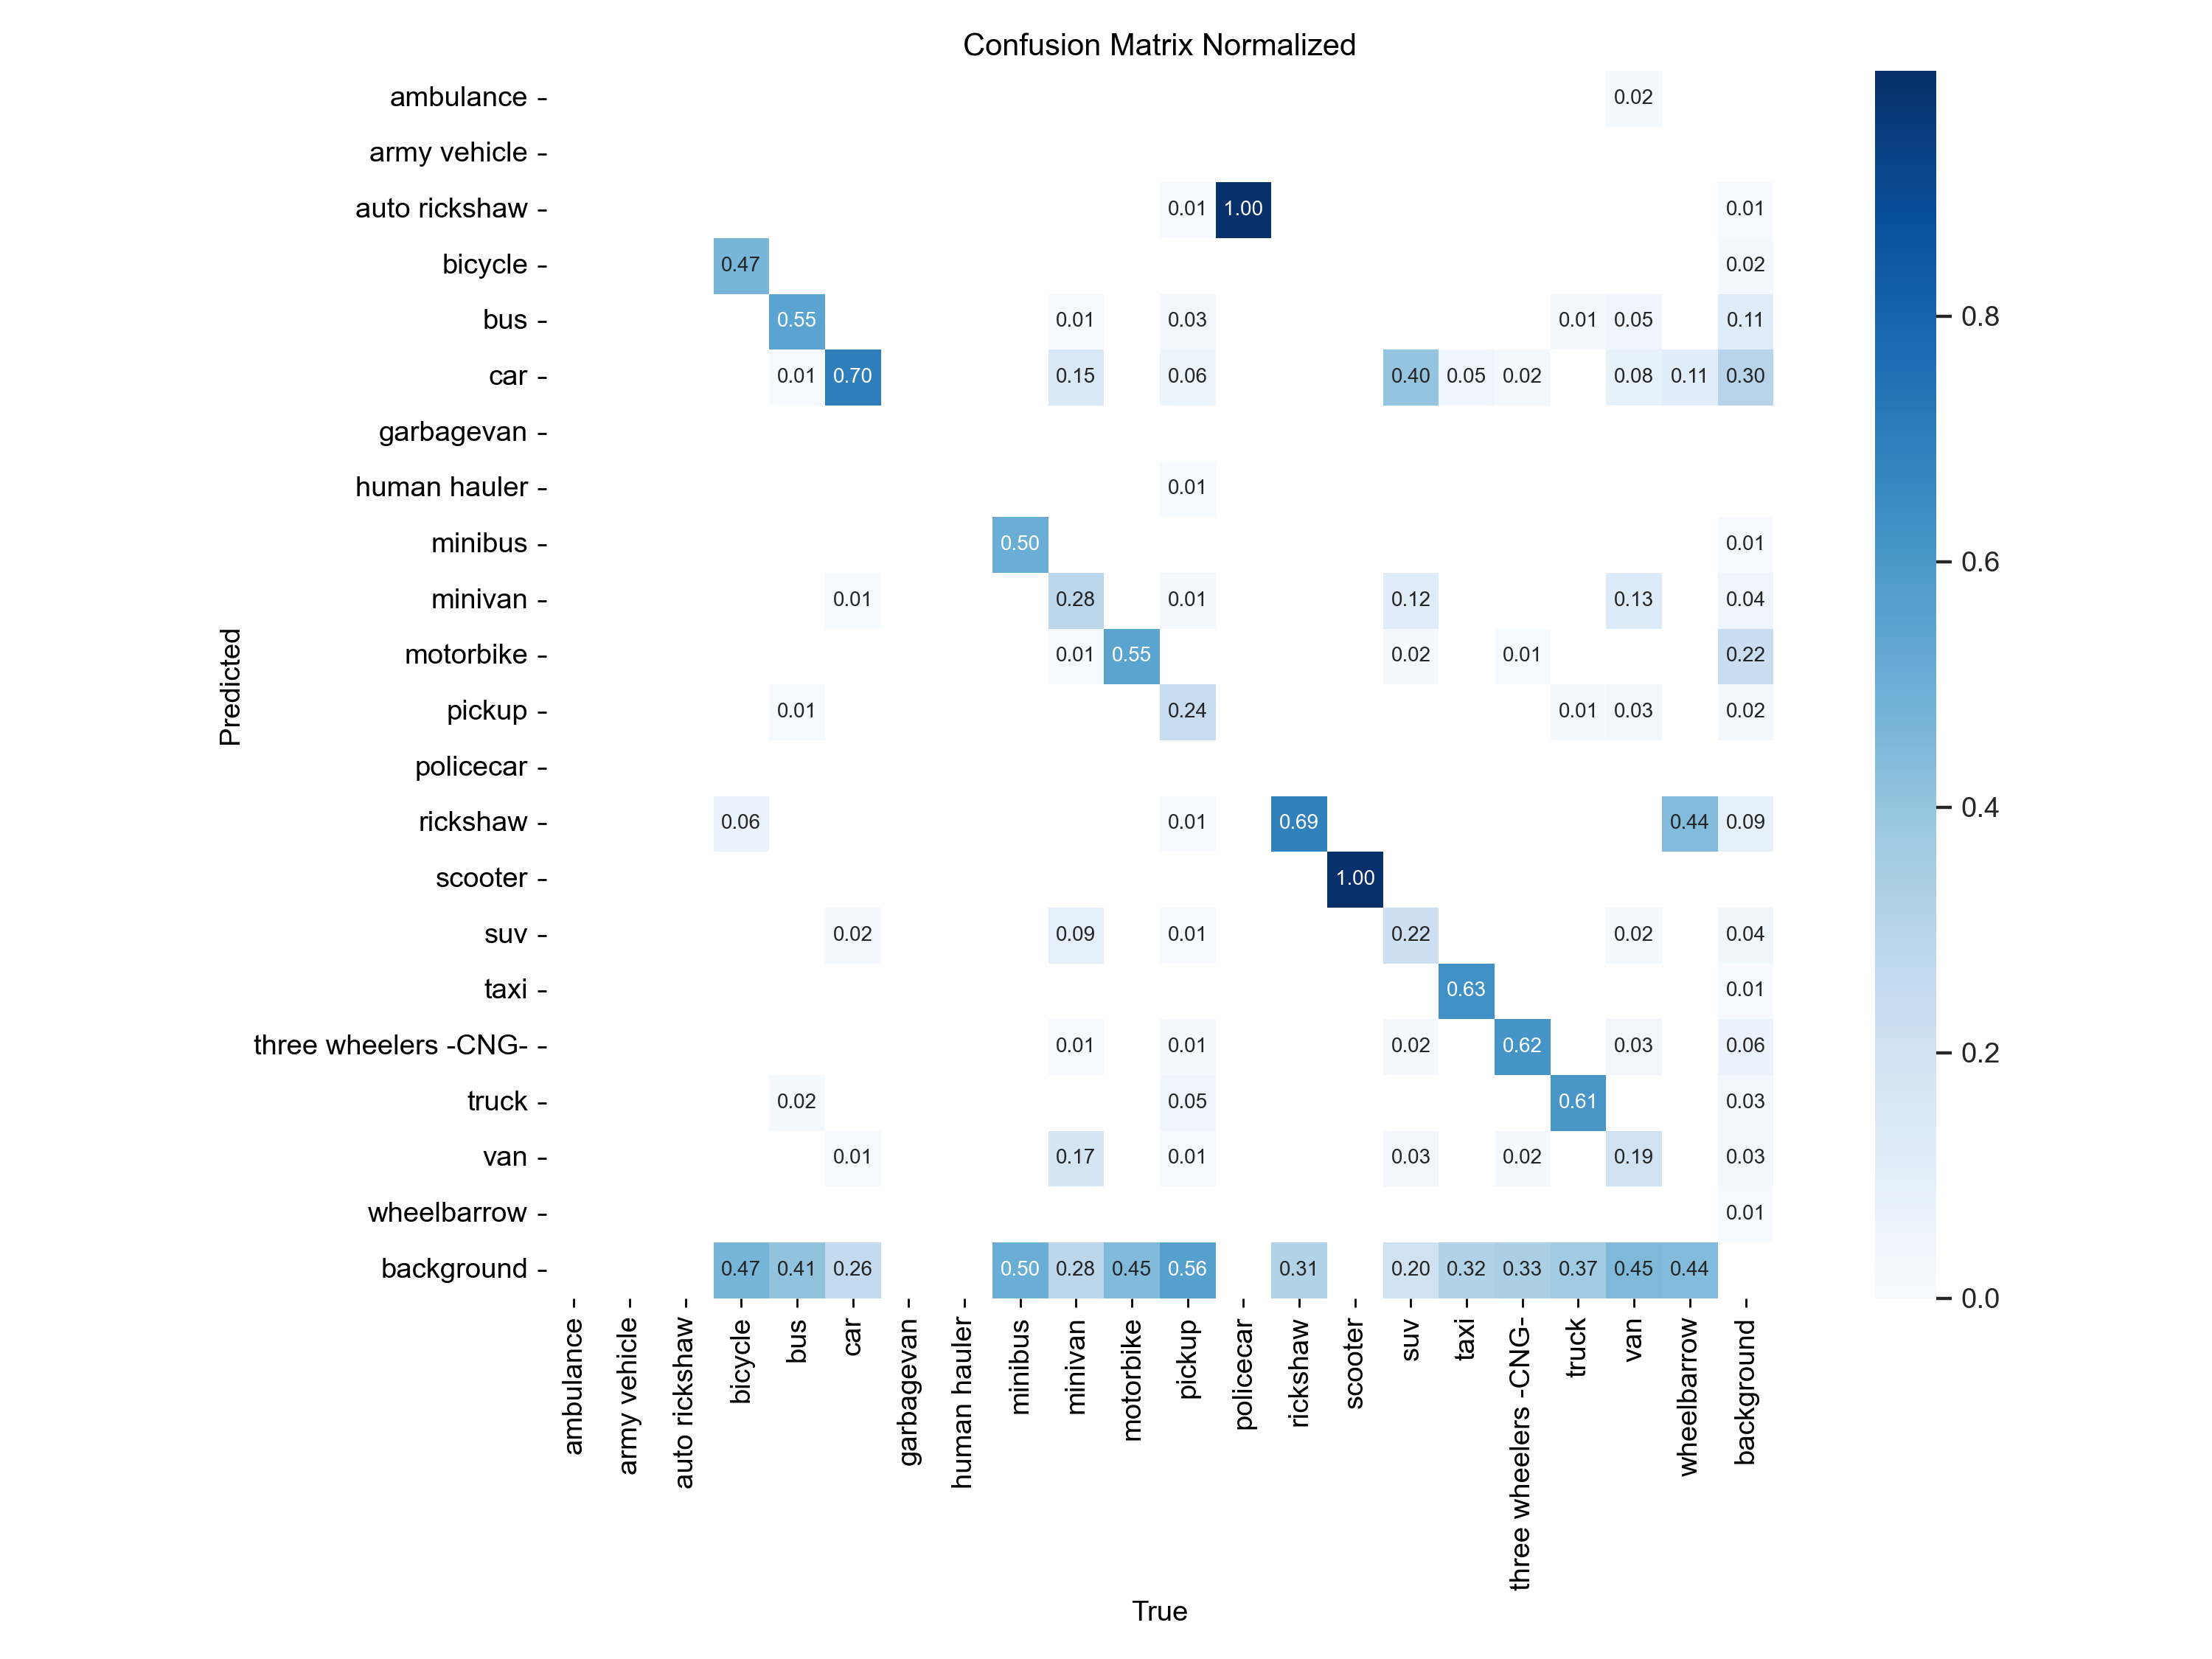 Confusion Matrix Normalized
ambulance 0.02
army vehicle
auto rickshaw 0.01 1.00 0.01
bicycle 0.47 0.02
bus 0.55 0.01 0.03 0.01 0.05 0.11
0.8
car 0.01 0.70 0.15 0.06 0.40 0.05 0.02 0.08 0.11 0.30
garbagevan
human hauler 0.01
minibus 0.50 0.01
0.6
minivan 0.01 0.28 0.01 0.12 0.13 0.04
motorbike 0.01 0.55 0.02 0.01 0.22
Predicted
pickup 0.01 0.24 0.01 0.03 0.02
policecar
0.4
rickshaw 0.06 0.01 0.69 0.44 0.09
scooter 1.00
suv 0.02 0.09 0.01 0.22 0.02 0.04
taxi 0.63 0.01
three wheelers -CNG- 0.01 0.01 0.02 0.62 0.03 0.06
0.2
truck 0.02 0.05 0.61 0.03
van 0.01 0.17 0.01 0.03 0.02 0.19 0.03
wheelbarrow 0.01
background 0.47 0.41 0.26 0.50 0.28 0.45 0.56 0.31 0.20 0.32 0.33 0.37 0.45 0.44
0.0
ambulance
army vehicle
auto rickshaw
bicycle
bus
car
garbagevan
human hauler
minibus
minivan
motorbike
pickup
policecar
rickshaw
scooter
suv
taxi
three wheelers -CNG-
truck
van
wheelbarrow
background
True